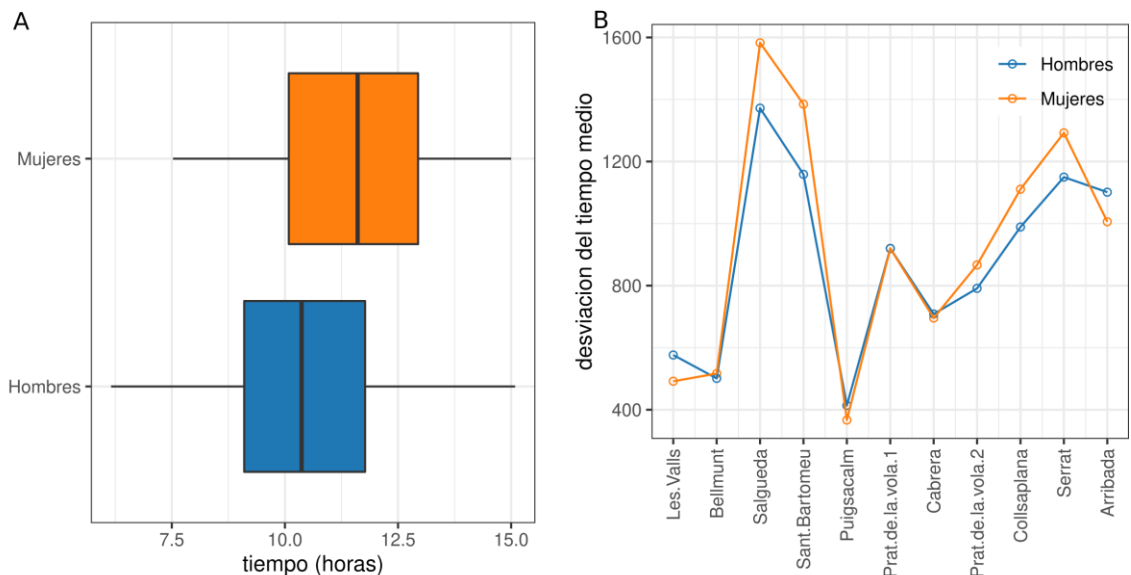 A
Mujeres
Hombres
7.5
10.0
12.5
15.0
tiempo (horas)
B
desviacion del tiempo medio
1600
1200
800
400
Hombres
Mujeres
Les.Valls
Bellmunt
Salgueda
Sant.Bartomeu
Puigsacalm
Prat.de.la.vola.1
Cabrera
Prat.de.la.vola.2
Collsaplana
Serrat
Arribada